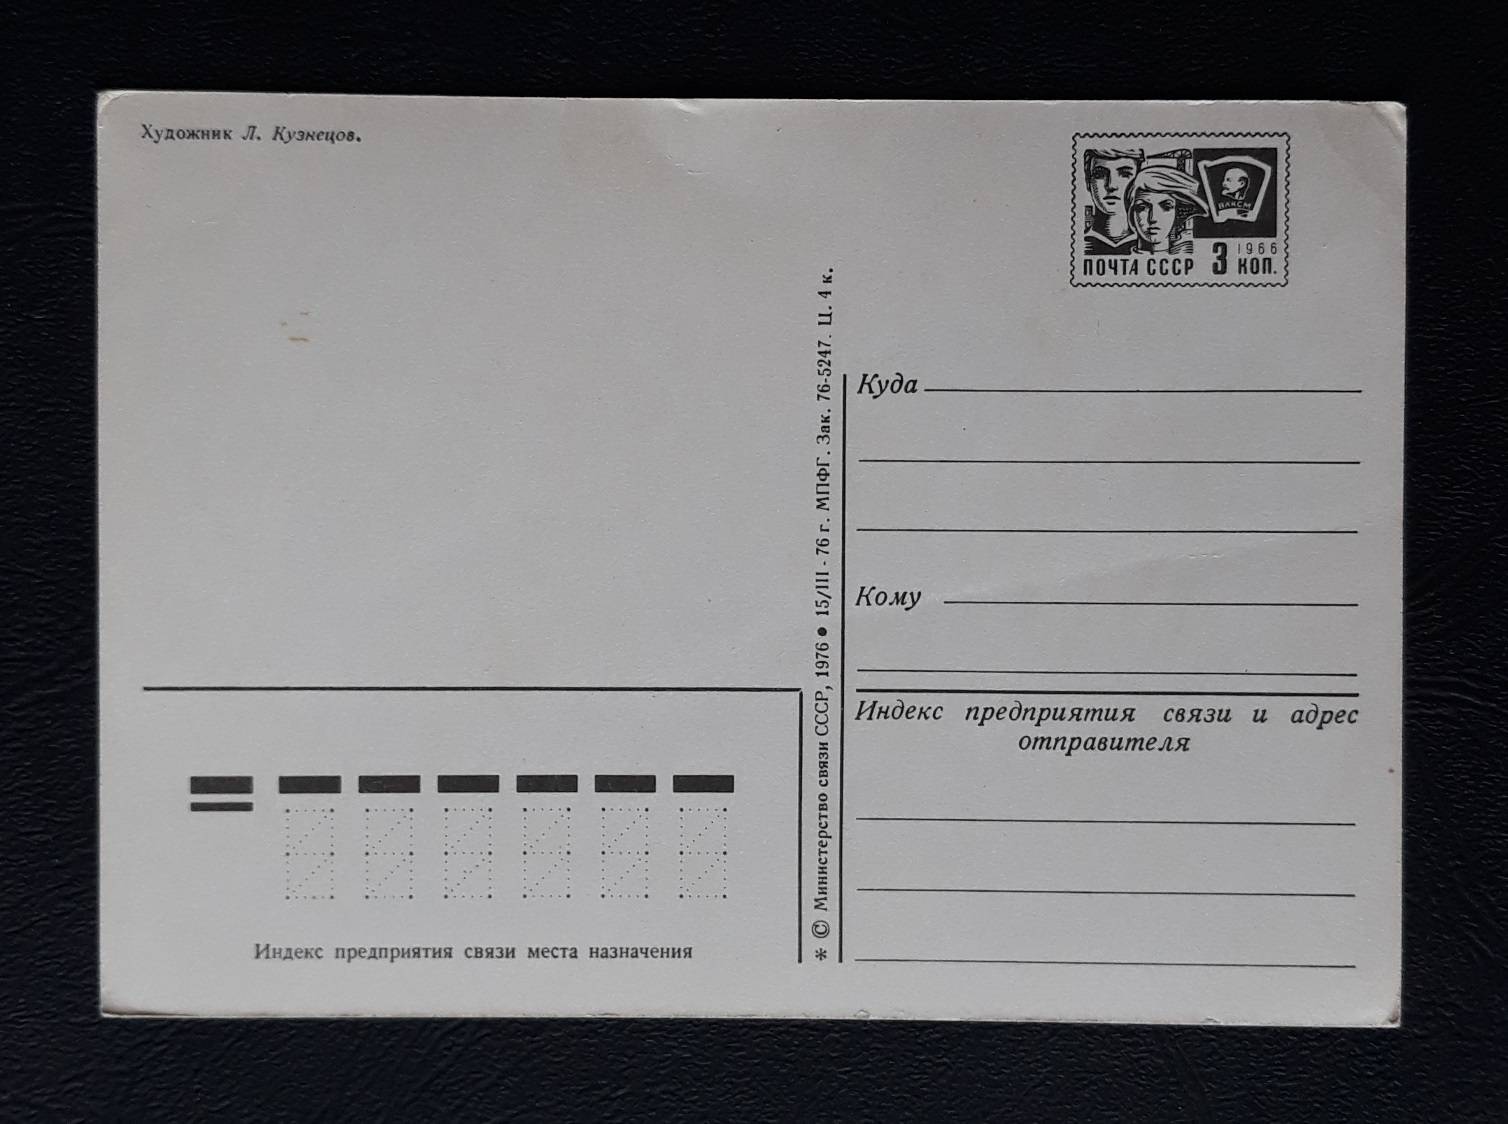 Художник Л. Кузнецов.
ВЛКСМ
ПОЧТА СССР 3 КОП.
1966
* © Министерство связи СССР, 1976 ● 15/III - 76 г. МПФГ. Зак. 76-5247. Ц. 4 к.
Куда
Кому
Индекс предприятия связи и адрес
отправителя
Индекс предприятия связи места назначения